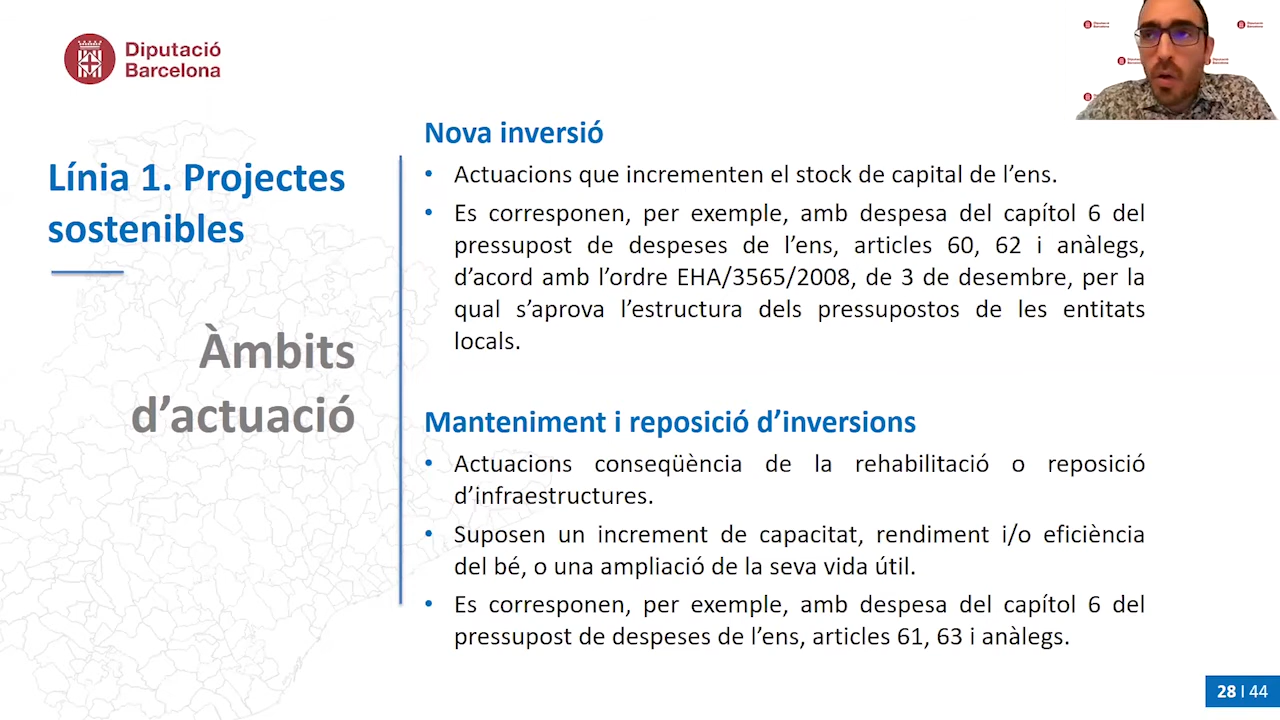 Diputació
Barcelona
Línia 1. Projectes
sostenibles
Àmbits
d’actuació
Nova inversió
• Actuacions que incrementen el stock de capital de l’ens.
• Es corresponen, per exemple, amb despesa del capítol 6 del
pressupost de despeses de l’ens, articles 60, 62 i anàlegs,
d’acord amb l’ordre EHA/3565/2008, de 3 de desembre, per la
qual s’aprova l’estructura dels pressupostos de les entitats
locals.
Manteniment i reposició d’inversions
• Actuacions conseqüència de la rehabilitació o reposició
d’infraestructures.
• Suposen un increment de capacitat, rendiment i/o eficiència
del bé, o una ampliació de la seva vida útil.
• Es corresponen, per exemple, amb despesa del capítol 6 del
pressupost de despeses de l’ens, articles 61, 63 i anàlegs.
28 I 44